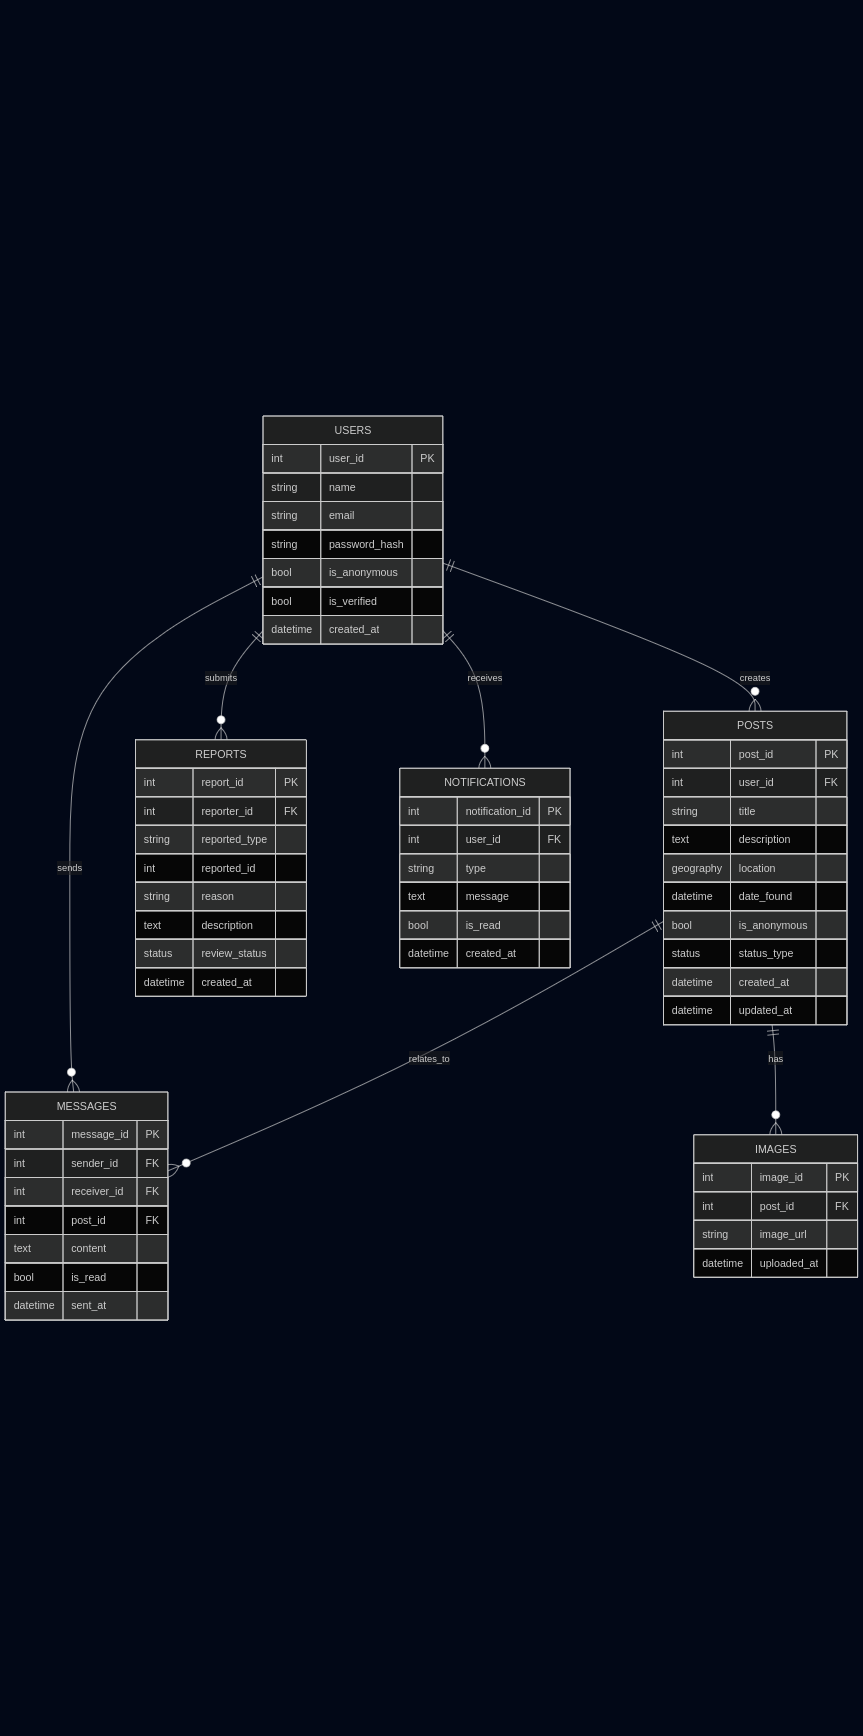 USERS
int user_id PK
string name
string email
string password_hash
bool is_anonymous
bool is_verified
datetime created_at
submits
receives
creates
sends
REPORTS
int report_id PK
int reporter_id FK
string reported_type
int reported_id
string reason
text description
status review_status
datetime created_at
NOTIFICATIONS
int notification_id PK
int user_id FK
string type
text message
bool is_read
datetime created_at
POSTS
int post_id PK
int user_id FK
string title
text description
geography location
datetime date_found
bool is_anonymous
status status_type
datetime created_at
datetime updated_at
relates_to
has
MESSAGES
int message_id PK
int sender_id FK
int receiver_id FK
int post_id FK
text content
bool is_read
datetime sent_at
IMAGES
int image_id PK
int post_id FK
string image_url
datetime uploaded_at